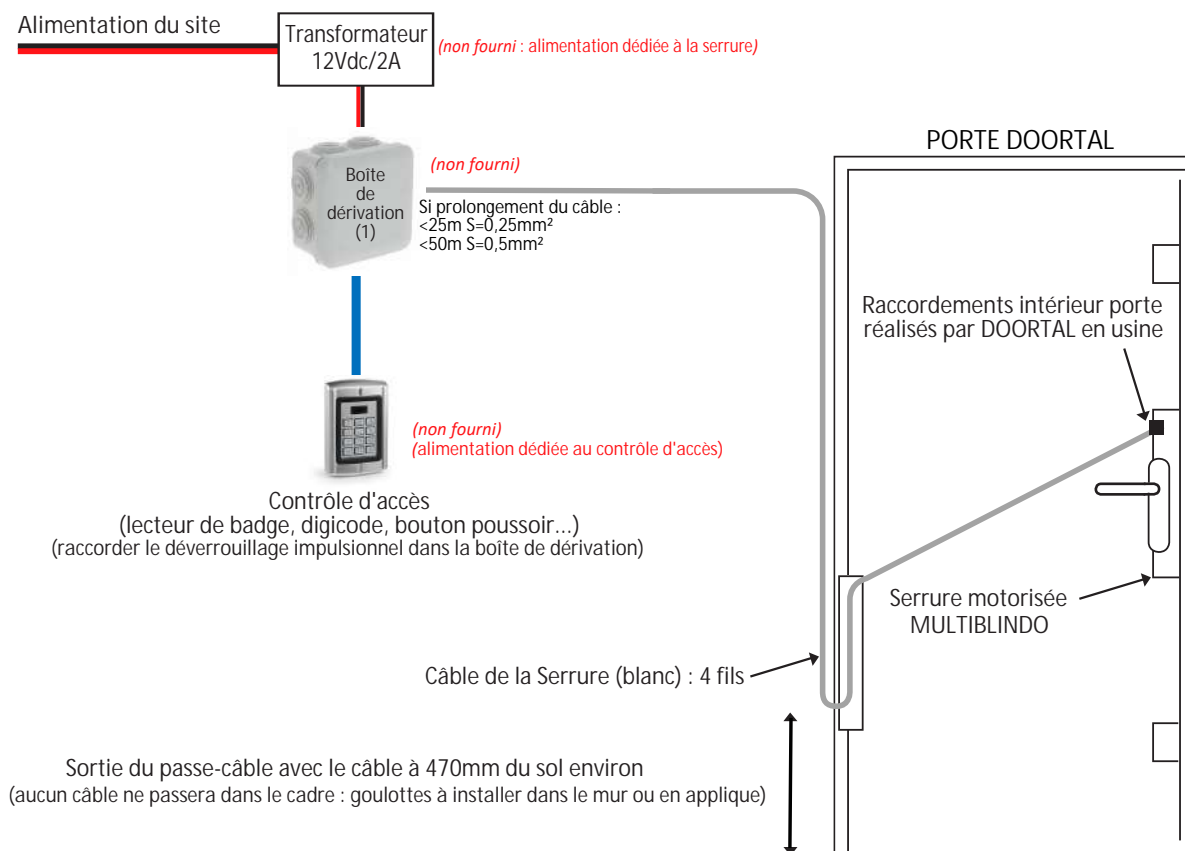 Alimentation du site
Transformateur
12Vdc/2A
(non fourni : alimentation dédiée à la serrure)
PORTE DOORTAL
Boîte
de
dérivation
(1)
(non fourni)
Si prolongement du câble :
<25m S=0,25mm²
<50m S=0,5mm²
Raccordements intérieur porte
réalisés par DOORTAL en usine
(non fourni)
(alimentation dédiée au contrôle d'accès)
Contrôle d'accès
(lecteur de badge, digicode, bouton poussoir...)
(raccorder le déverrouillage impulsionnel dans la boîte de dérivation)
Serrure motorisée
MULTIBLINDO
Câble de la Serrure (blanc) : 4 fils
Sortie du passe-câble avec le câble à 470mm du sol environ
(aucun câble ne passera dans le cadre : goulottes à installer dans le mur ou en applique)